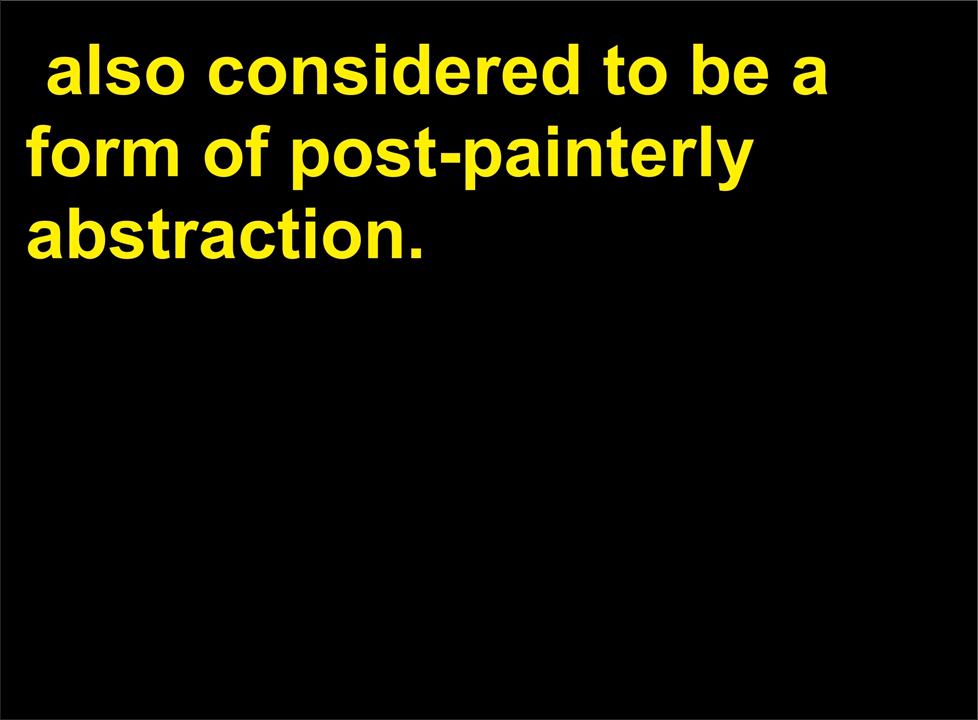 also considered to be a
form of post-painterly
abstraction.